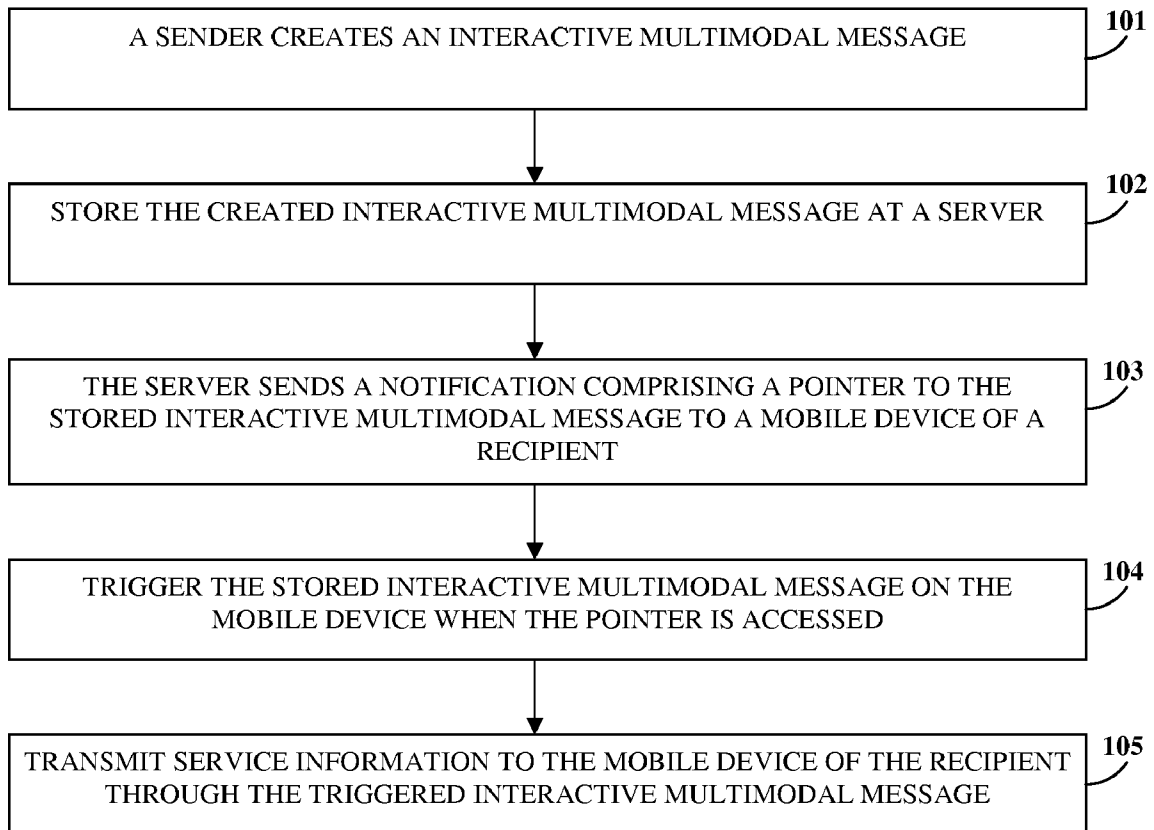 A SENDER CREATES AN INTERACTIVE MULTIMODAL MESSAGE
101
STORE THE CREATED INTERACTIVE MULTIMODAL MESSAGE AT A SERVER
102
THE SERVER SENDS A NOTIFICATION COMPRISING A POINTER TO THE
STORED INTERACTIVE MULTIMODAL MESSAGE TO A MOBILE DEVICE OF A
RECIPIENT
103
TRIGGER THE STORED INTERACTIVE MULTIMODAL MESSAGE ON THE
MOBILE DEVICE WHEN THE POINTER IS ACCESSED
104
TRANSMIT SERVICE INFORMATION TO THE MOBILE DEVICE OF THE RECIPIENT
THROUGH THE TRIGGERED INTERACTIVE MULTIMODAL MESSAGE
105